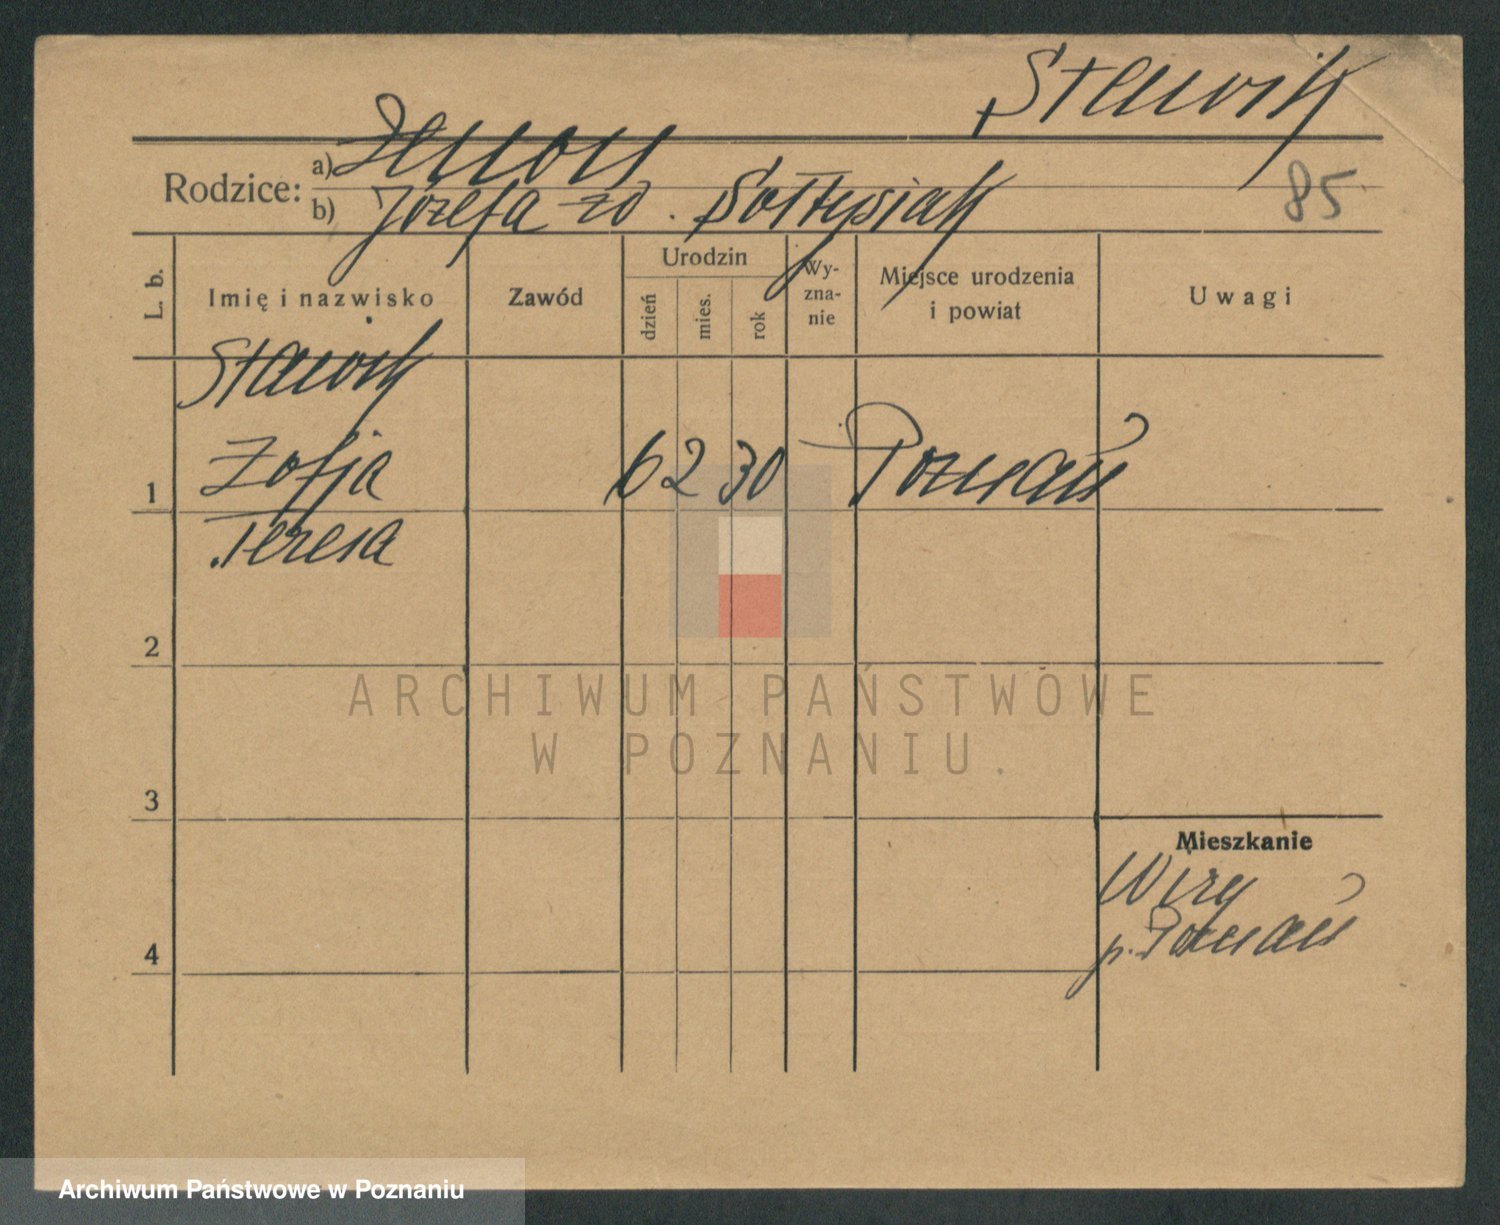 Stawik
Rodzice: a) Zenon
b) Józefa zd. Sołtysiak
85
L. b. Imię i nazwisko Zawód Urodzin dzień mies. rok Wy-zna-nie Miejsce urodzenia i powiat Uwagi
Stawik
1 Zofja 6 2 30 Poznań
Teresa
2
3
Mieszkanie
Wiry
4 p. Poznań
ARCHIWUM PAŃSTWOWE
W POZNANIU.
Archiwum Państwowe w Poznaniu